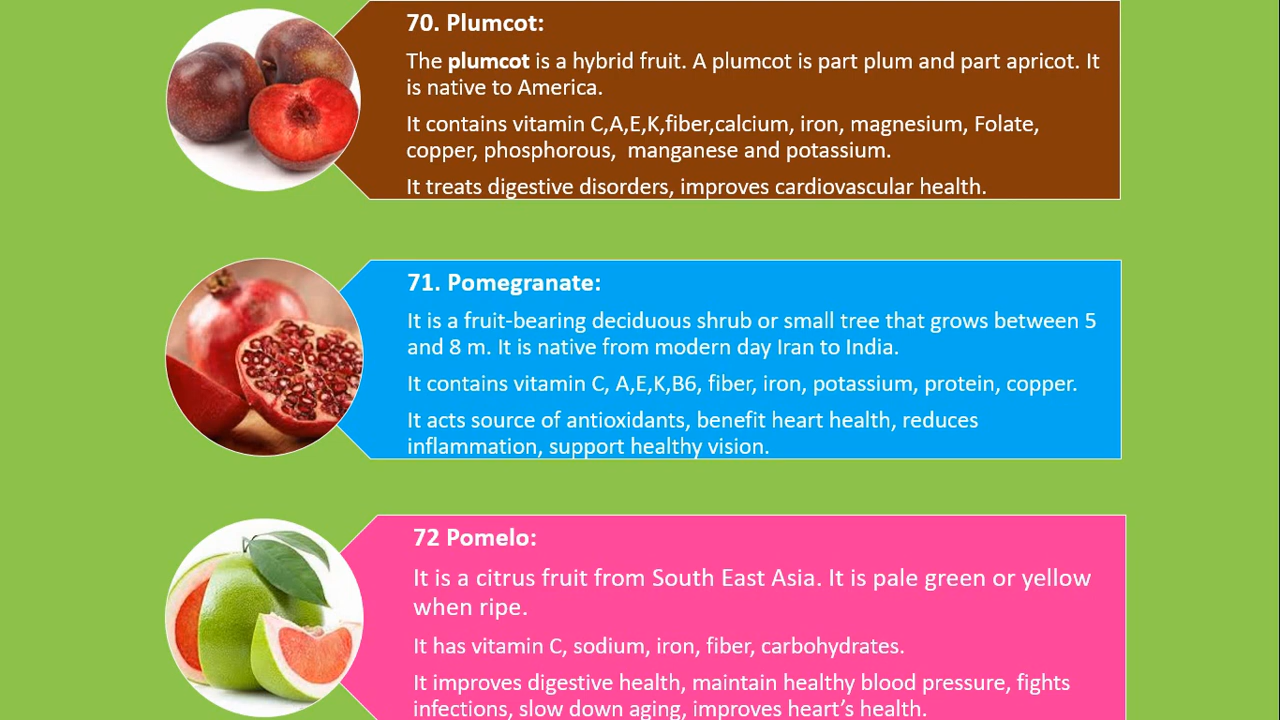 70. Plumcot:
The plumcot is a hybrid fruit. A plumcot is part plum and part apricot. It
is native to America.
It contains vitamin C,A,E,K,fiber,calcium, iron, magnesium, Folate,
copper, phosphorous,  manganese and potassium.
It treats digestive disorders, improves cardiovascular health.
71. Pomegranate:
It is a fruit-bearing deciduous shrub or small tree that grows between 5
and 8 m. It is native from modern day Iran to India.
It contains vitamin C, A,E,K,B6, fiber, iron, potassium, protein, copper.
It acts source of antioxidants, benefit heart health, reduces
inflammation, support healthy vision.
72 Pomelo:
It is a citrus fruit from South East Asia. It is pale green or yellow
when ripe.
It has vitamin C, sodium, iron, fiber, carbohydrates.
It improves digestive health, maintain healthy blood pressure, fights
infections, slow down aging, improves heart’s health.